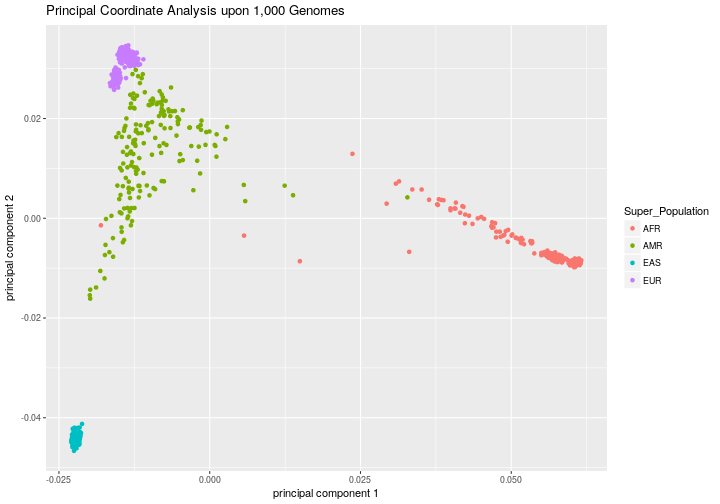 Principal Coordinate Analysis upon 1,000 Genomes
principal component 2
0.02
0.00
-0.02
-0.04
-0.025
0.000
0.025
0.050
principal component 1
Super_Population
AFR
AMR
EAS
EUR